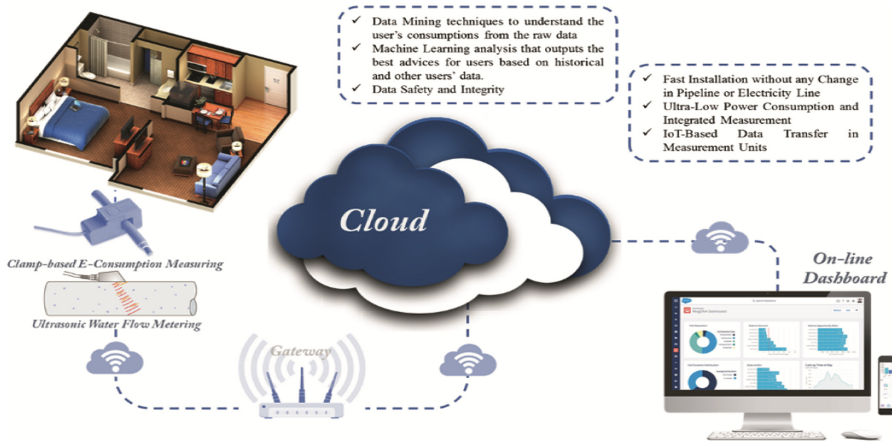 ✓ Data Mining techniques to understand the
user's consumptions from the raw data
✓ Machine Learning analysis that outputs the
best advices for users based on historical
and other users' data.
✓ Data Safety and Integrity
✓ Fast Installation without any Change
in Pipeline or Electricity Line
✓ Ultra-Low Power Consumption and
Integrated Measurement
✓ IoT-Based Data Transfer in
Measurement Units
Cloud
Clamp-based E-Consumption Measuring
Ultrasonic Water Flow Metering
Gateway
On-line
Dashboard